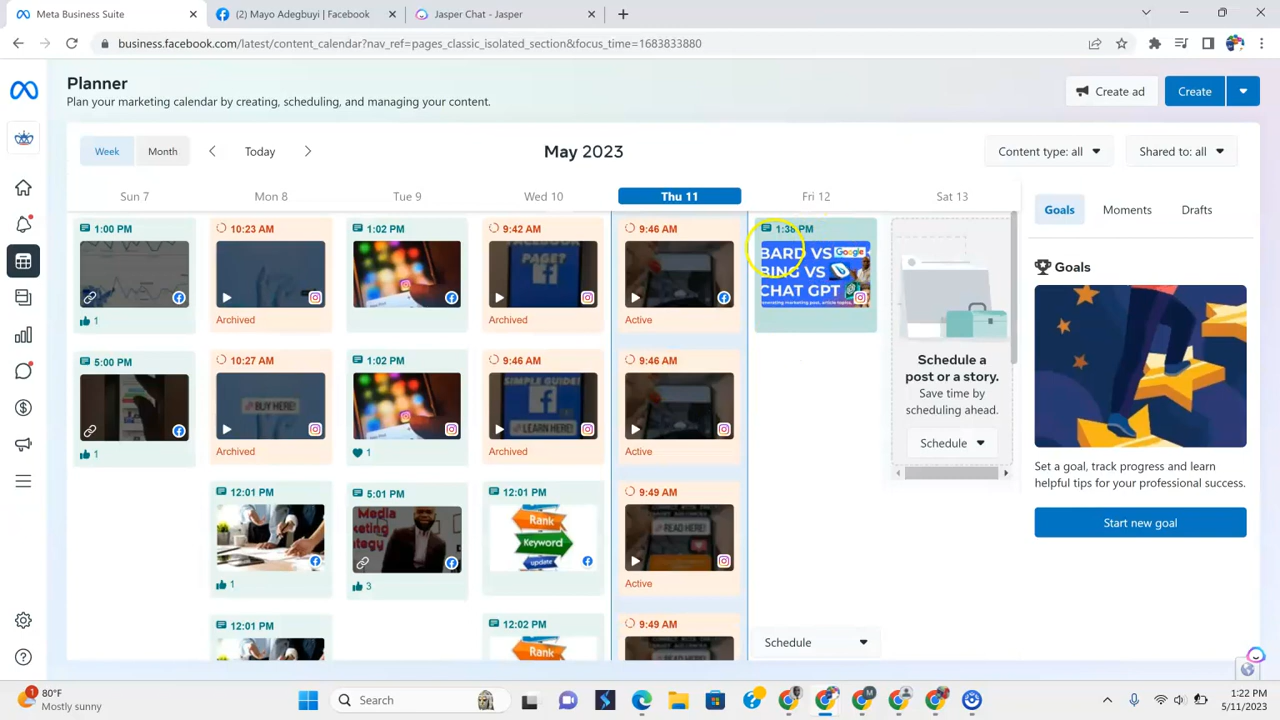 Meta Business Suite
(2) Mayo Adegbuyi | Facebook
Jasper Chat - Jasper
business.facebook.com/latest/content_calendar?nav_ref=pages_classic_isolated_section&focus_time=1683833880
Planner
Plan your marketing calendar by creating, scheduling, and managing your content.
Create ad
Create
Week
Month
Today
May 2023
Content type: all
Shared to: all
Sun 7
Mon 8
Tue 9
Wed 10
Thu 11
Fri 12
Sat 13
Goals
Moments
Drafts
1:00 PM
10:23 AM
1:02 PM
9:42 AM
9:46 AM
1:38 PM
FACEBOOK
PAGE?
BARD VS Google
BING VS
CHAT GPT
Goals
1
Archived
Archived
Active
5:00 PM
10:27 AM
1:02 PM
9:46 AM
9:46 AM
Schedule a
post or a story.
Save time by
scheduling ahead.
BUY HERE!
SIMPLE GUIDE!
LEARN HERE!
Schedule
1
Archived
1
Archived
Active
Set a goal, track progress and learn
helpful tips for your professional success.
12:01 PM
5:01 PM
12:01 PM
9:49 AM
Media
keting
ategy
Rank
Keyword
update
READ HERE!
Start new goal
1
3
Active
12:01 PM
12:02 PM
9:49 AM
Rank
Schedule
1
80°F
Mostly sunny
Search
1:22 PM
5/11/2023